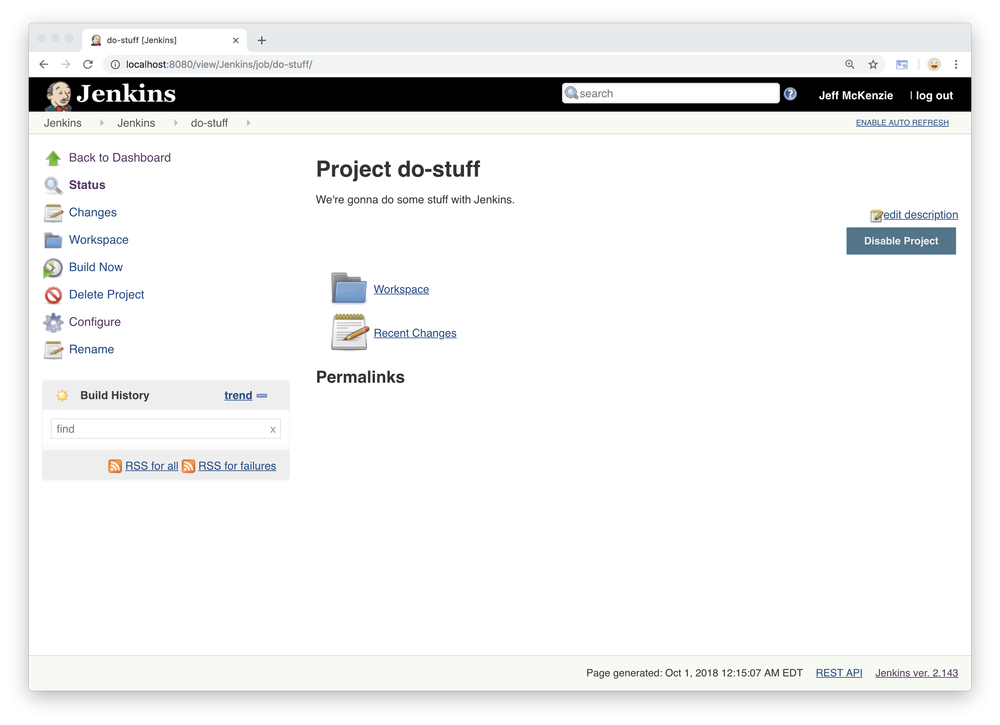 do-stuff [Jenkins]
localhost:8080/view/Jenkins/job/do-stuff/
Jenkins
search
Jeff McKenzie | log out
Jenkins Jenkins do-stuff
ENABLE AUTO REFRESH
Back to Dashboard
Status
Changes
Workspace
Build Now
Delete Project
Configure
Rename
Build History trend
find x
RSS for all RSS for failures
Project do-stuff
We're gonna do some stuff with Jenkins.
edit description
Disable Project
Workspace
Recent Changes
Permalinks
Page generated: Oct 1, 2018 12:15:07 AM EDT REST API Jenkins ver. 2.143